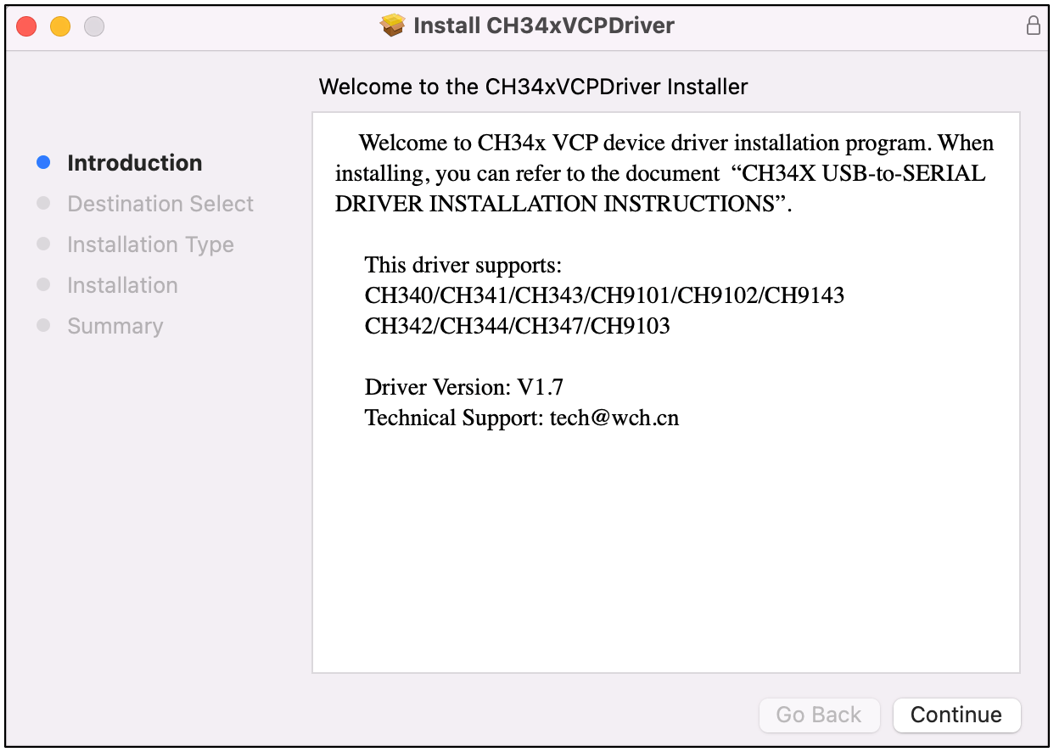 Install CH34xVCPDriver
Welcome to the CH34xVCPDriver Installer
Introduction
Destination Select
Installation Type
Installation
Summary
Welcome to CH34x VCP device driver installation program. When
installing, you can refer to the document “CH34X USB-to-SERIAL
DRIVER INSTALLATION INSTRUCTIONS”.
This driver supports:
CH340/CH341/CH343/CH9101/CH9102/CH9143
CH342/CH344/CH347/CH9103
Driver Version: V1.7
Technical Support: tech@wch.cn
Go Back
Continue